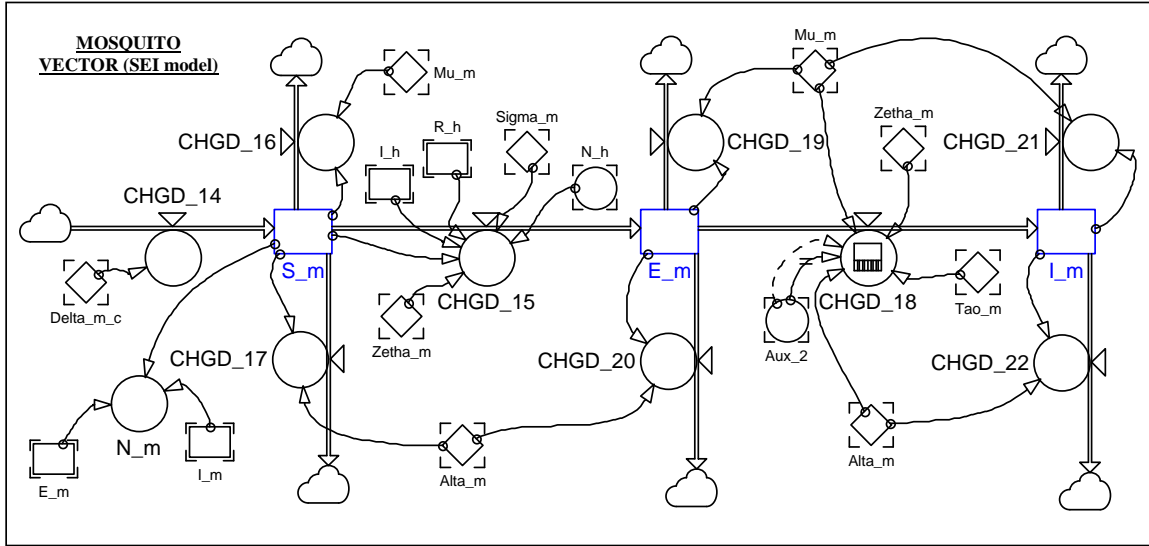 MOSQUITO
VECTOR (SEI model)
Mu_m
Mu_m
CHGD_16
R_h
Sigma_m
CHGD_19
Zetha_m
CHGD_21
I_h
N_h
CHGD_14
S_m
E_m
I_m
Delta_m_c
CHGD_15
CHGD_18
Tao_m
Zetha_m
Aux_2
CHGD_17
CHGD_20
CHGD_22
N_m
E_m
I_m
Alta_m
Alta_m